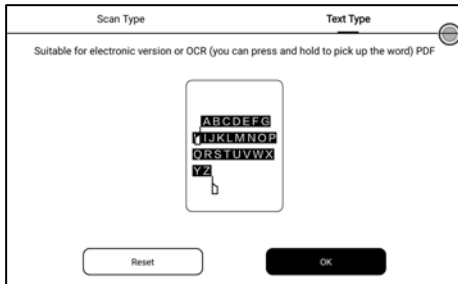 Scan Type
Text Type
Suitable for electronic version or OCR (you can press and hold to pick up the word) PDF
ABCDEFG
IJKLMNOP
QRSTUVWX
YZ
Reset
OK